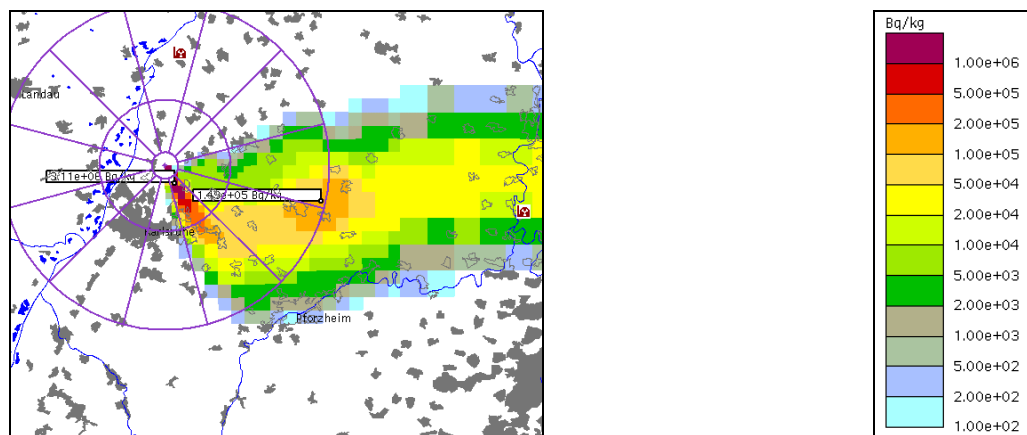 Landau
3.11e+06 Bq/kg
1.49e+05 Bq/kg
Karlsruhe
Pforzheim
Bq/kg
1.00e+06
5.00e+05
2.00e+05
1.00e+05
5.00e+04
2.00e+04
1.00e+04
5.00e+03
2.00e+03
1.00e+03
5.00e+02
2.00e+02
1.00e+02